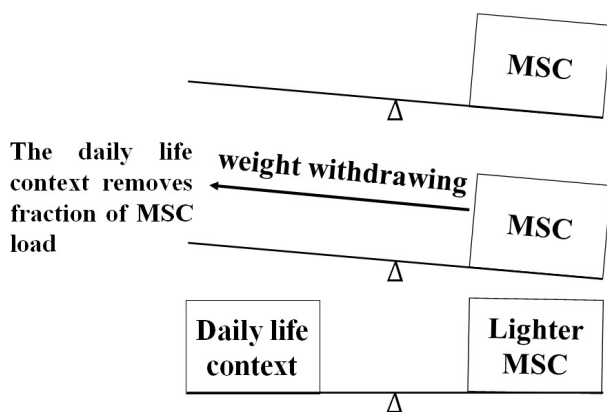 MSC
The daily life
context removes
fraction of MSC
load
weight withdrawing
MSC
Daily life
context
Lighter
MSC